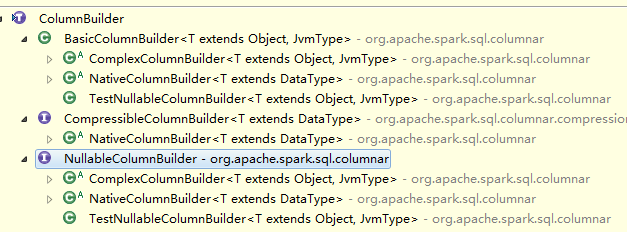 ColumnBuilder
BasicColumnBuilder<T extends Object, JvmType> - org.apache.spark.sql.columnar
ComplexColumnBuilder<T extends Object, JvmType> - org.apache.spark.sql.columnar
NativeColumnBuilder<T extends DataType> - org.apache.spark.sql.columnar
TestNullableColumnBuilder<T extends Object, JvmType> - org.apache.spark.sql.columnar
CompressibleColumnBuilder<T extends DataType> - org.apache.spark.sql.columnar.compression
NativeColumnBuilder<T extends DataType> - org.apache.spark.sql.columnar
NullableColumnBuilder - org.apache.spark.sql.columnar
ComplexColumnBuilder<T extends Object, JvmType> - org.apache.spark.sql.columnar
NativeColumnBuilder<T extends DataType> - org.apache.spark.sql.columnar
TestNullableColumnBuilder<T extends Object, JvmType> - org.apache.spark.sql.columnar